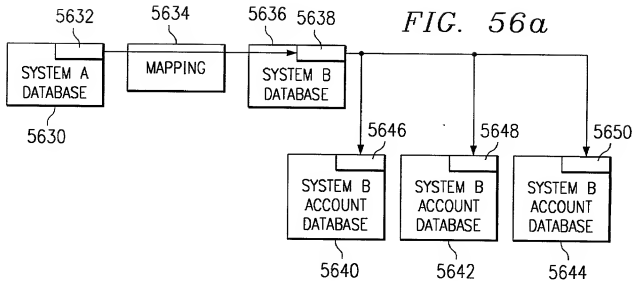 FIG. 56a
5632
5634
5636
5638
SYSTEM A
DATABASE
MAPPING
SYSTEM B
DATABASE
5630
5646
5648
5650
SYSTEM B
ACCOUNT
DATABASE
SYSTEM B
ACCOUNT
DATABASE
SYSTEM B
ACCOUNT
DATABASE
5640
5642
5644